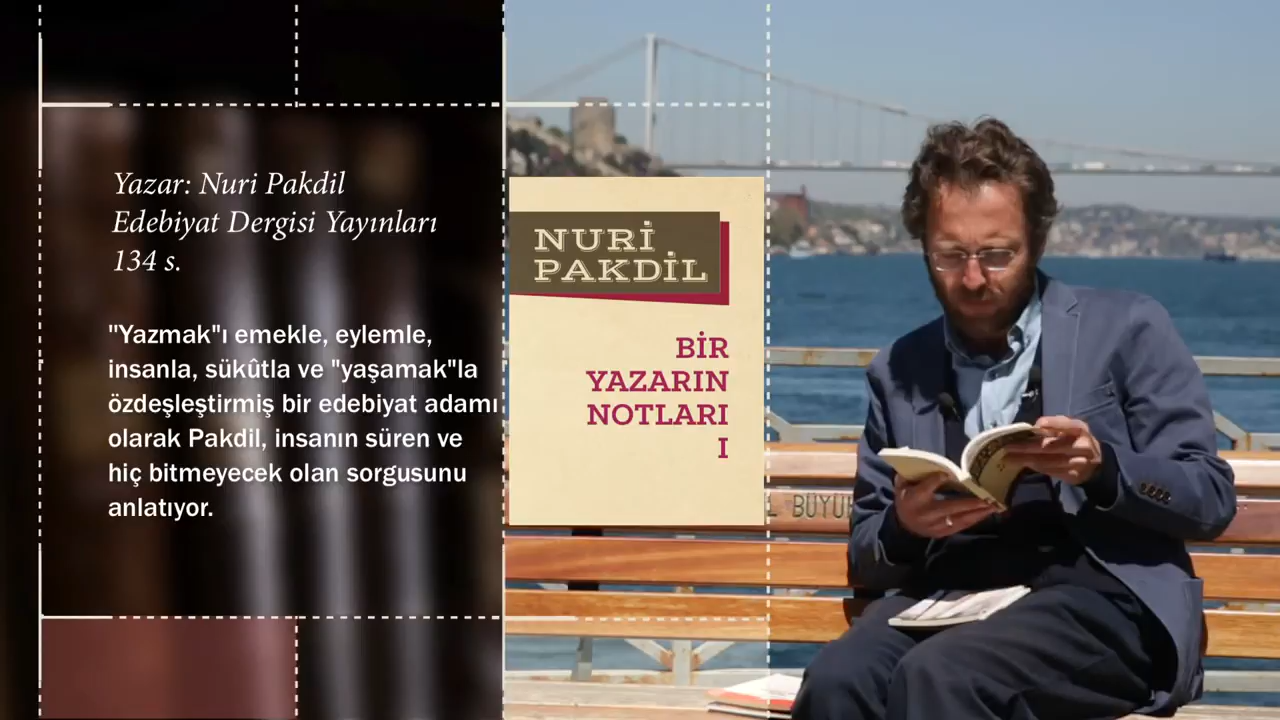 Yazar: Nuri Pakdil
Edebiyat Dergisi Yayınları
134 s.
"Yazmak"ı emekle, eylemle,
insanla, sükûtla ve "yaşamak"la
özdeşleştirmiş bir edebiyat adamı
olarak Pakdil, insanın süren ve
hiç bitmeyecek olan sorgusunu
anlatıyor.
NURİ
PAKDİL
BİR
YAZARIN
NOTLARI
I